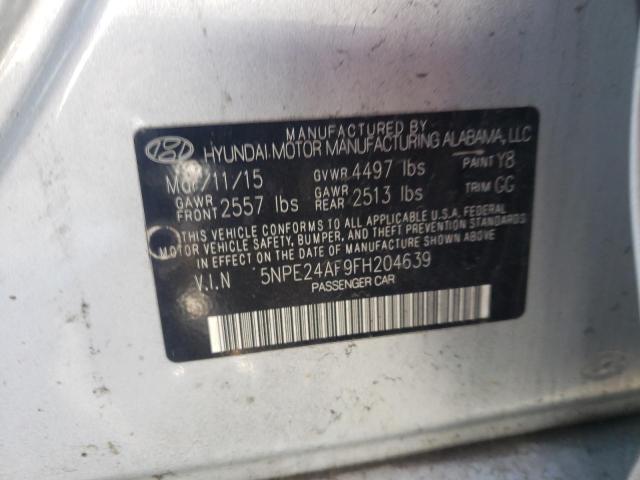 MANUFACTURED BY
HYUNDAI MOTOR MANUFACTURING ALABAMA, LLC
/11/15 GVWR 4497 lbs PAINT Y8
GAWR FRONT 2557 lbs GAWR REAR 2513 lbs TRIM GG
THIS VEHICLE CONFORMS TO ALL APPLICABLE U.S.A. FEDERAL
MOTOR VEHICLE SAFETY, BUMPER, AND THEFT PREVENTION STANDARDS
IN EFFECT ON THE DATE OF MANUFACTURE SHOWN ABOVE.
V.I.N 5NPE24AF9FH204639
PASSENGER CAR